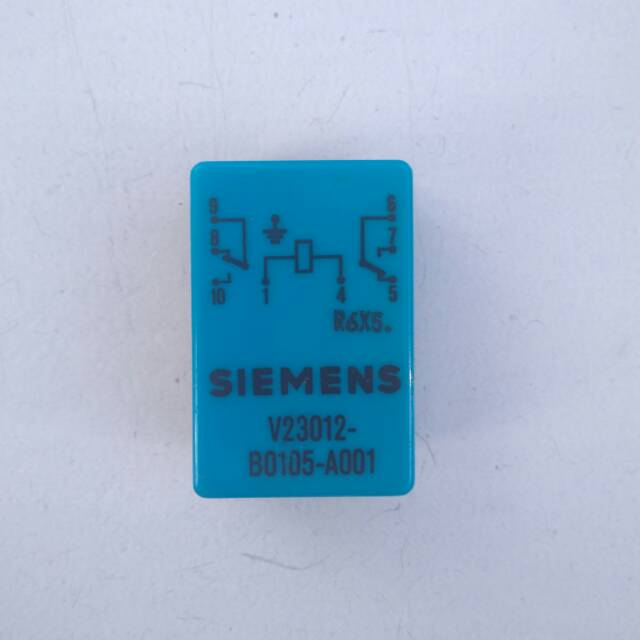 9 6
8 7
10 1 4 5
R6X5.
SIEMENS
V23012-
B0105-A001